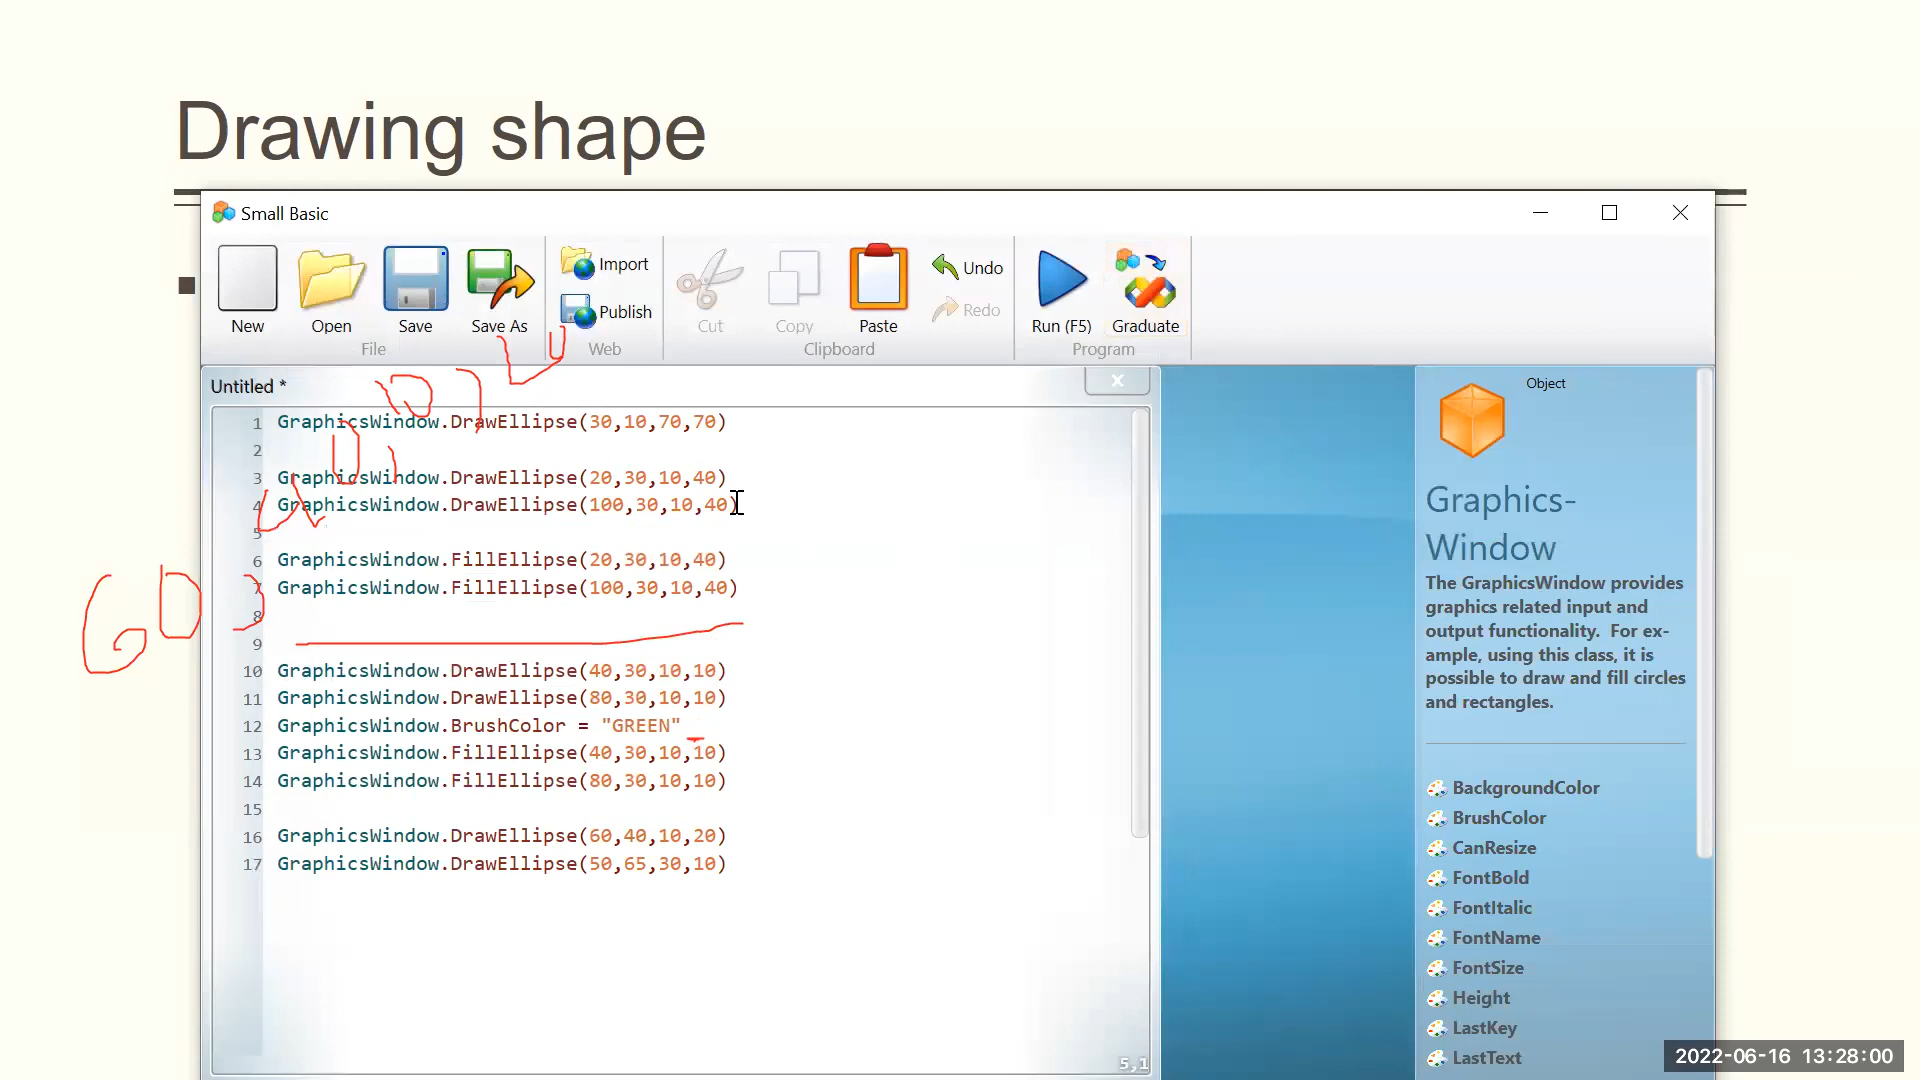 Drawing shape
Small Basic
New
Open
Save
Save As
Import
Publish
Cut
Copy
Paste
Undo
Redo
Run (F5)
Graduate
File
Web
Clipboard
Program
Untitled *
1 GraphicsWindow.DrawEllipse(30,10,70,70)
2
3 GraphicsWindow.DrawEllipse(20,30,10,40)
4 GraphicsWindow.DrawEllipse(100,30,10,40)
5
6 GraphicsWindow.FillEllipse(20,30,10,40)
7 GraphicsWindow.FillEllipse(100,30,10,40)
8
9
10 GraphicsWindow.DrawEllipse(40,30,10,10)
11 GraphicsWindow.DrawEllipse(80,30,10,10)
12 GraphicsWindow.BrushColor = "GREEN"
13 GraphicsWindow.FillEllipse(40,30,10,10)
14 GraphicsWindow.FillEllipse(80,30,10,10)
15
16 GraphicsWindow.DrawEllipse(60,40,10,20)
17 GraphicsWindow.DrawEllipse(50,65,30,10)
60,
5,1
Object
Graphics-
Window
The GraphicsWindow provides
graphics related input and
output functionality. For ex-
ample, using this class, it is
possible to draw and fill circles
and rectangles.
BackgroundColor
BrushColor
CanResize
FontBold
FontItalic
FontName
FontSize
Height
LastKey
LastText
2022-06-16 13:28:00